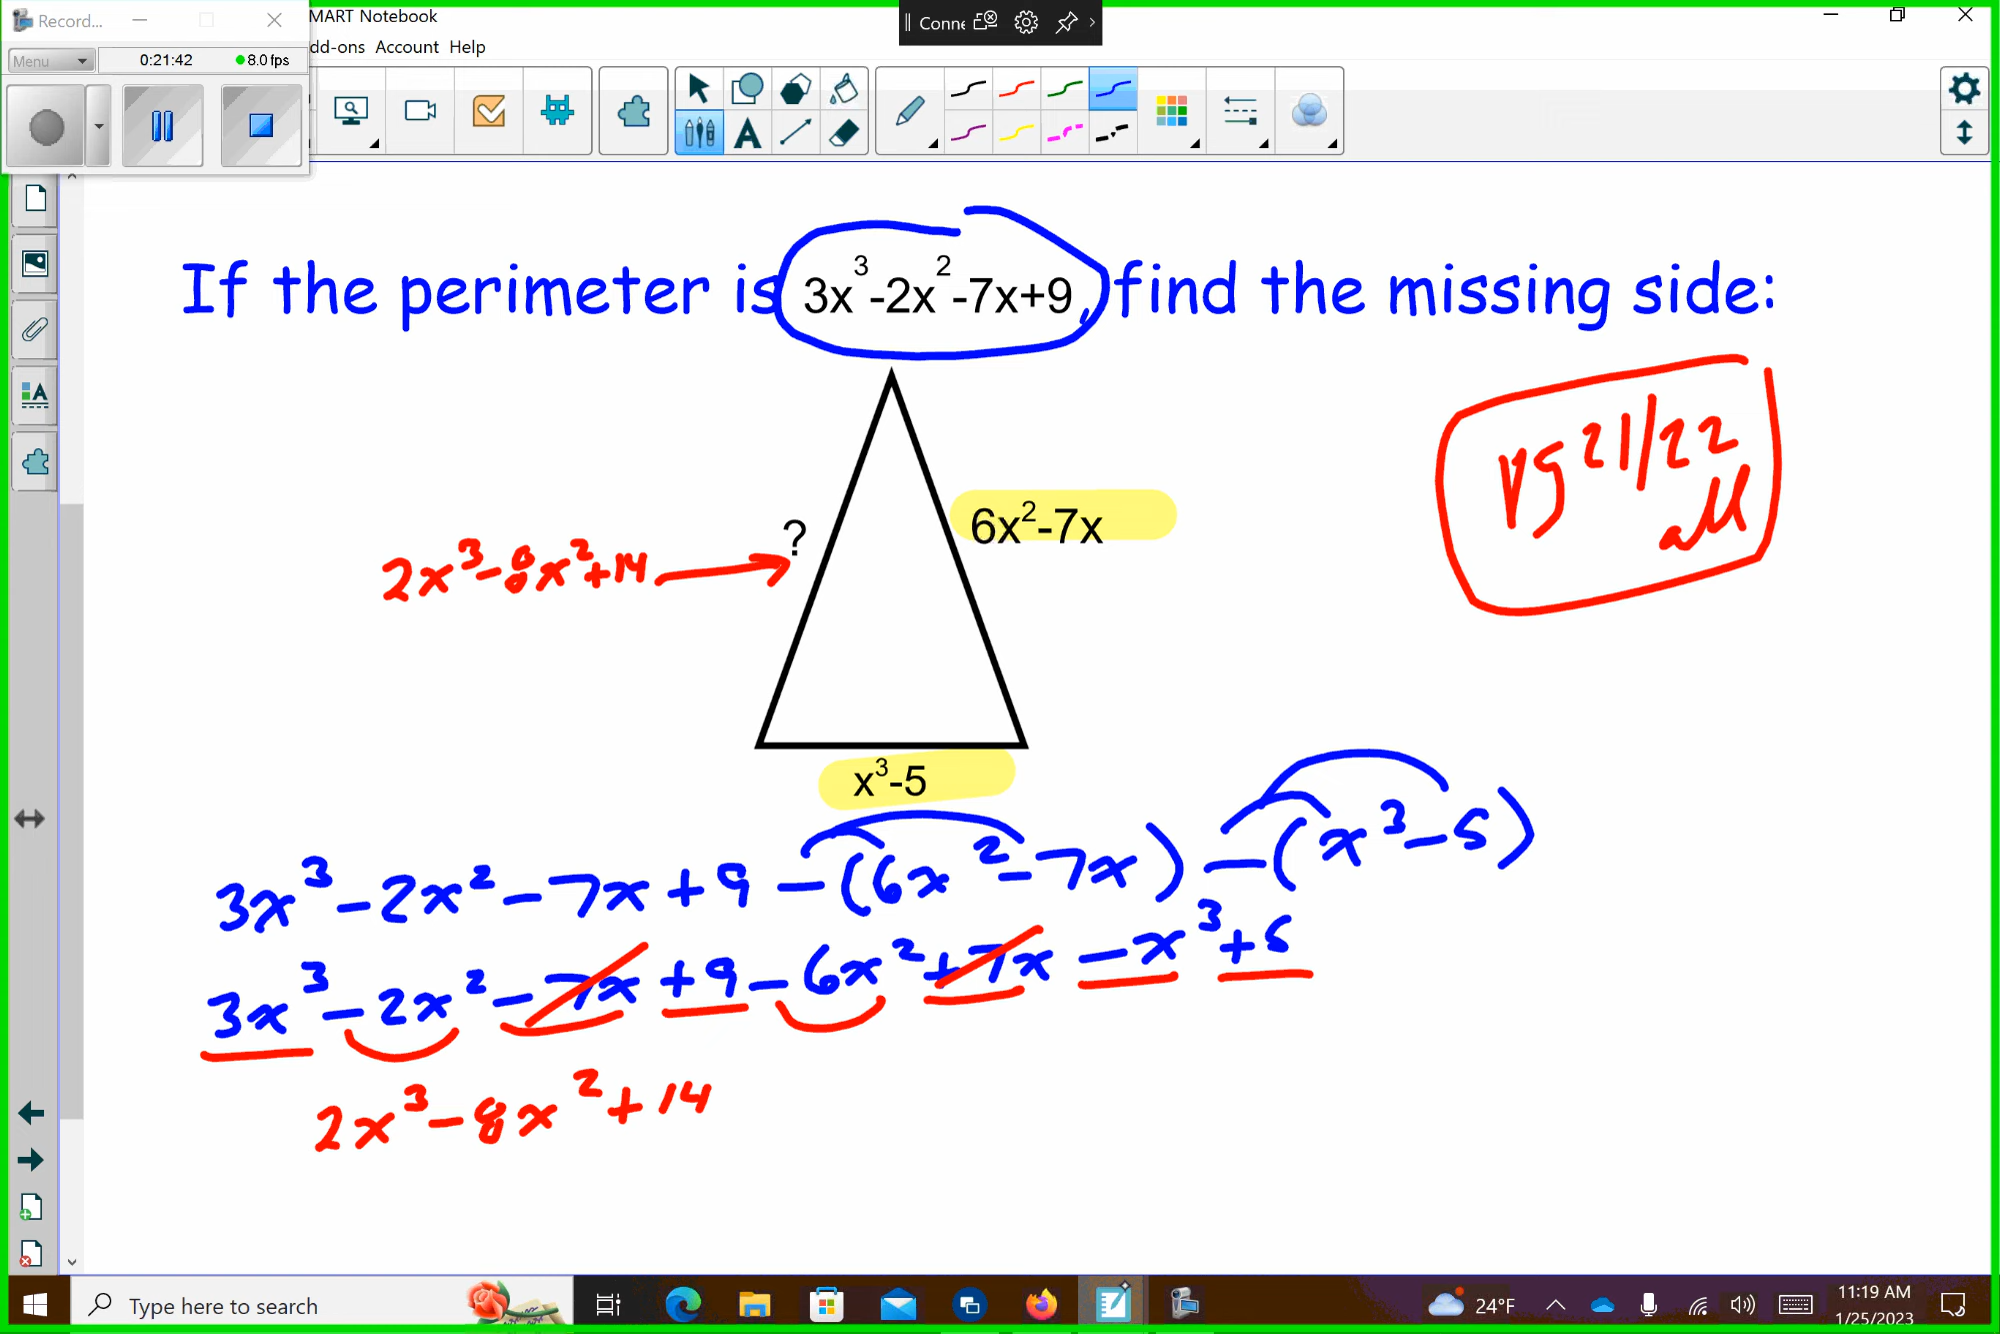 Record...
MART Notebook
Conne
dd-ons Account Help
Menu
0:21:42
8.0 fps
If the perimeter is 3x³-2x²-7x+9, find the missing side:
pg 21/22
all
?
6x²-7x
2x³-8x²+14
x³-5
3x³-2x²-7x+9-(6x²-7x)-(x³-5)
3x³-2x²-7x+9-6x²+7x-x³+5
2x³-8x²+14
Type here to search
24°F
11:19 AM
1/25/2023